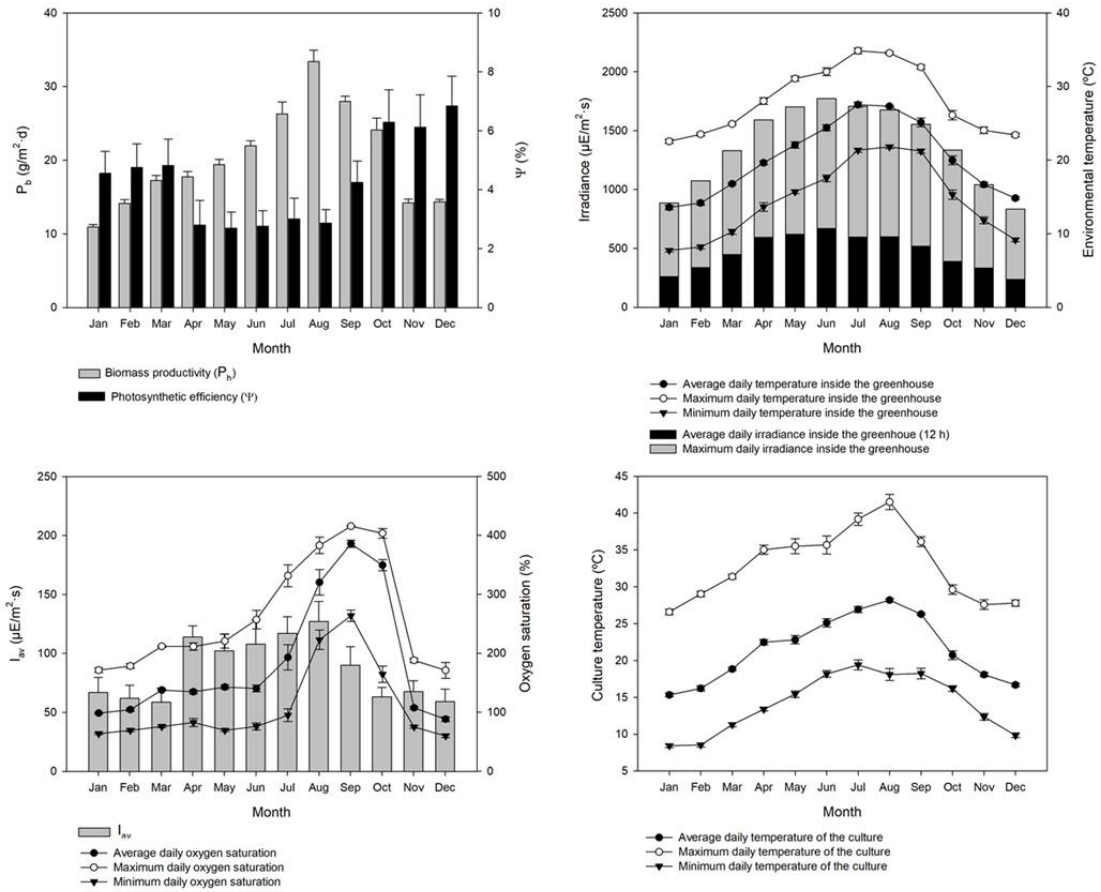 40
30
20
10
0
P_b (g/m²·d)
10
8
6
4
2
0
Ψ (%)
Jan Feb Mar Apr May Jun Jul Aug Sep Oct Nov Dec
Month
Biomass productivity (P_h)
Photosynthetic efficiency (Ψ)
2500
2000
1500
1000
500
0
Irradiance (µE/m²·s)
40
30
20
10
0
Environmental temperature (ºC)
Jan Feb Mar Apr May Jun Jul Aug Sep Oct Nov Dec
Month
Average daily temperature inside the greenhouse
Maximum daily temperature inside the greenhouse
Minimum daily temperature inside the greenhouse
Average daily irradiance inside the greenhoue (12 h)
Maximum daily irradiance inside the greenhouse
250
200
150
100
50
0
I_av (µE/m²·s)
500
400
300
200
100
0
Oxygen saturation (%)
Jan Feb Mar Apr May Jun Jul Aug Sep Oct Nov Dec
Month
I_av
Average daily oxygen saturation
Maximum daily oxygen saturation
Minimum daily oxygen saturation
45
40
35
30
25
20
15
10
5
Culture temperature (ºC)
Jan Feb Mar Apr May Jun Jul Aug Sep Oct Nov Dec
Month
Average daily temperature of the culture
Maximum daily temperature of the culture
Minimum daily temperature of the culture